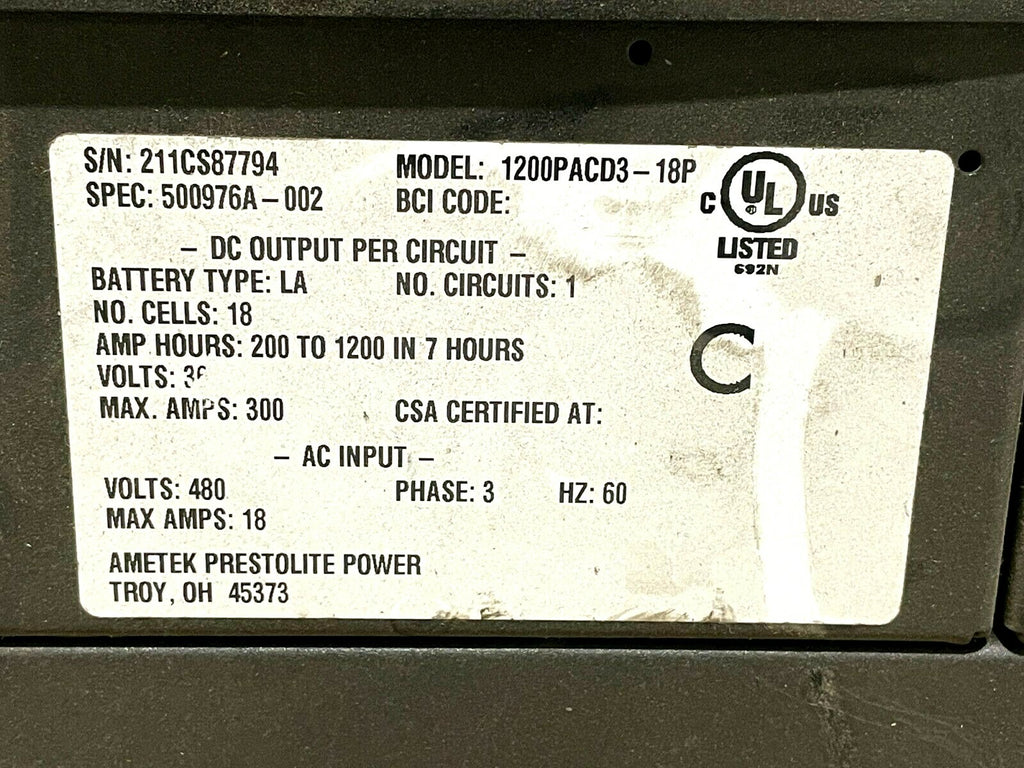 S/N: 211CS87794 MODEL: 1200PACD3-18P
SPEC: 500976A-002 BCI CODE:
C UL US
LISTED
692N
- DC OUTPUT PER CIRCUIT -
BATTERY TYPE: LA NO. CIRCUITS: 1
NO. CELLS: 18
AMP HOURS: 200 TO 1200 IN 7 HOURS
C
VOLTS:
MAX. AMPS: 300 CSA CERTIFIED AT:
- AC INPUT -
VOLTS: 480 PHASE: 3 HZ: 60
MAX AMPS: 18
AMETEK PRESTOLITE POWER
TROY, OH 45373